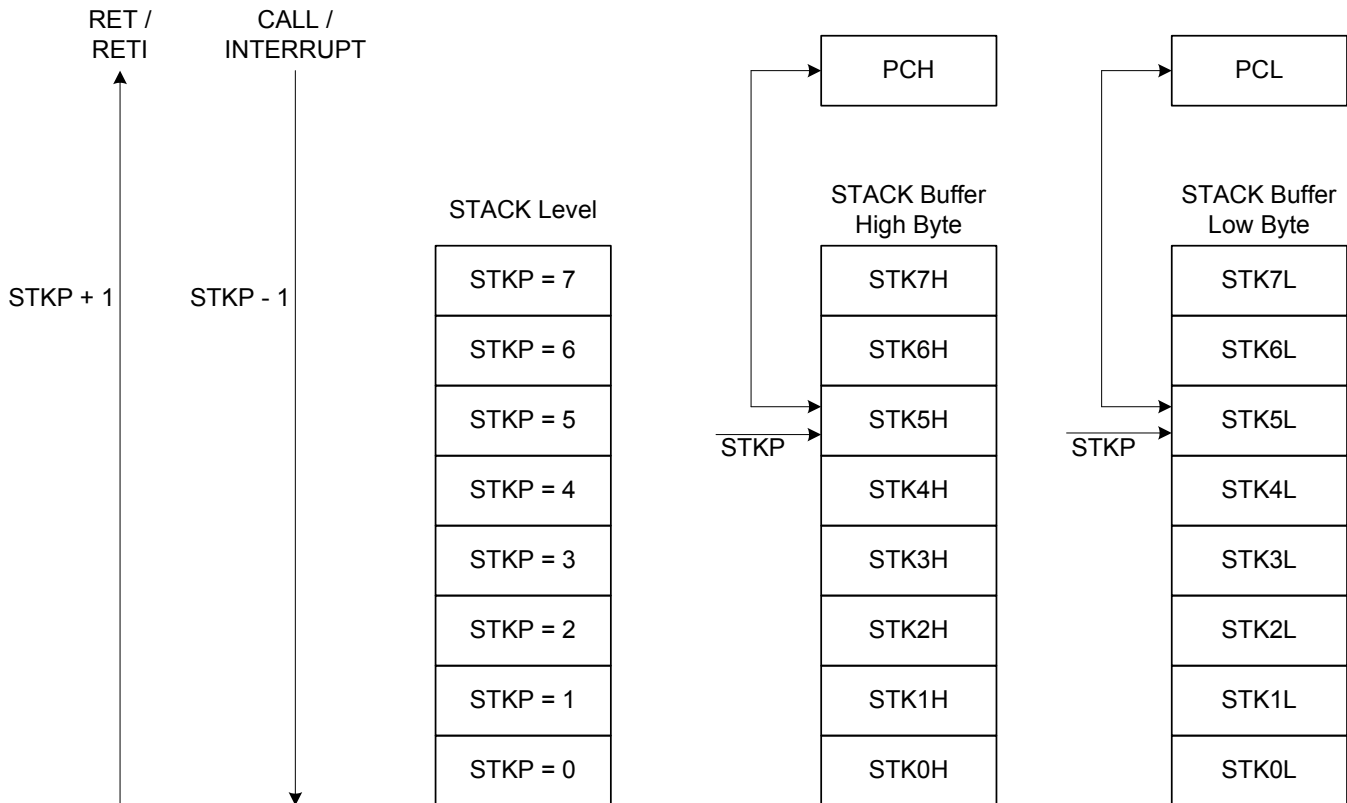 RET /
RETI
CALL /
INTERRUPT
PCH
PCL
STACK Level
STACK Buffer
High Byte
STACK Buffer
Low Byte
STKP + 1
STKP - 1
STKP = 7
STK7H
STK7L
STKP = 6
STK6H
STK6L
STKP = 5
STK5H
STK5L
STKP
STKP
STKP = 4
STK4H
STK4L
STKP = 3
STK3H
STK3L
STKP = 2
STK2H
STK2L
STKP = 1
STK1H
STK1L
STKP = 0
STK0H
STK0L